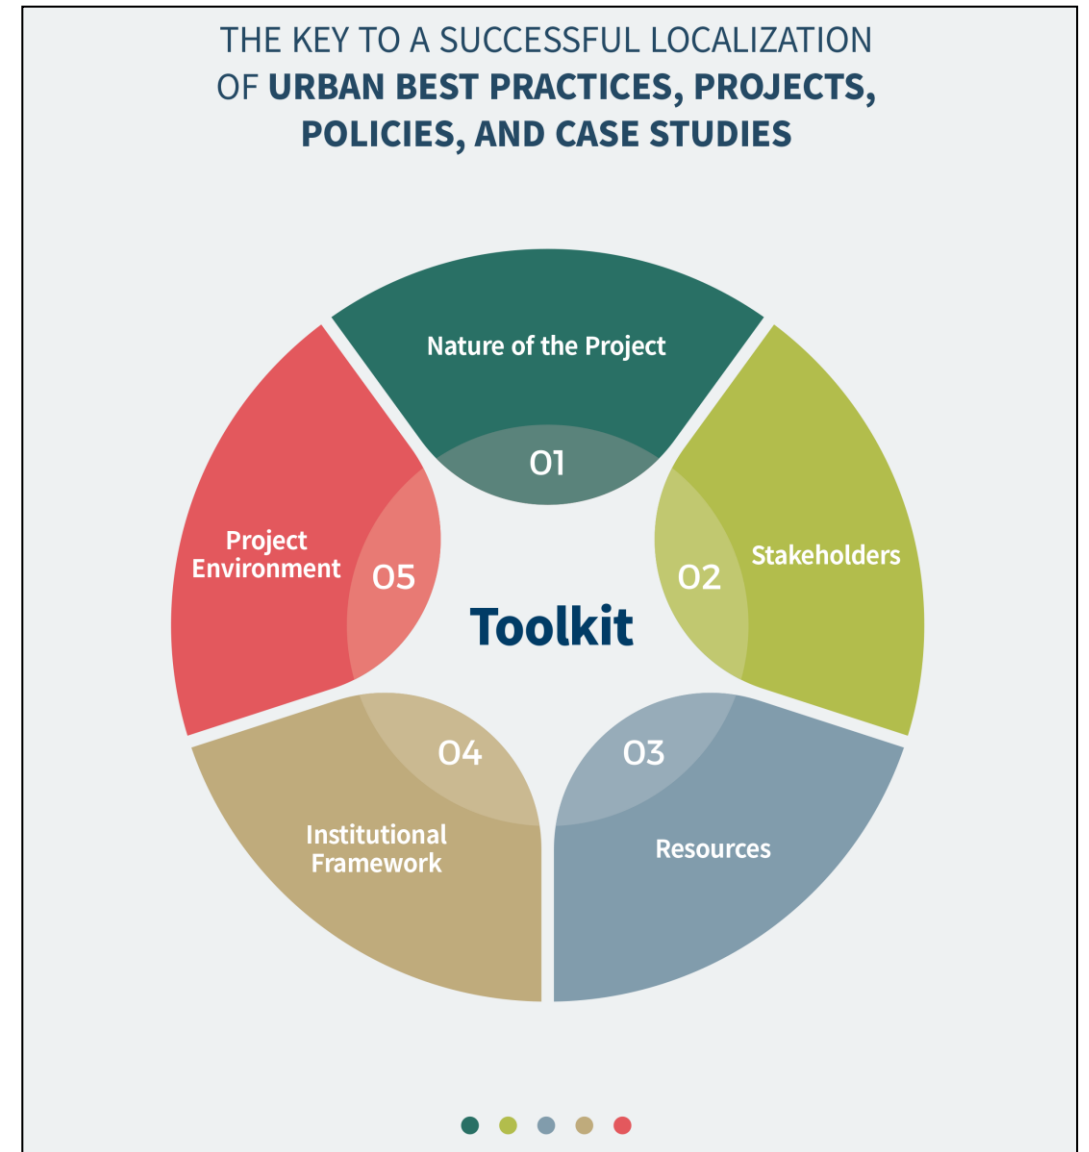 THE KEY TO A SUCCESSFUL LOCALIZATION
OF URBAN BEST PRACTICES, PROJECTS,
POLICIES, AND CASE STUDIES
Nature of the Project
01
Stakeholders
02
Resources
03
Institutional
Framework
04
Project
Environment
05
Toolkit